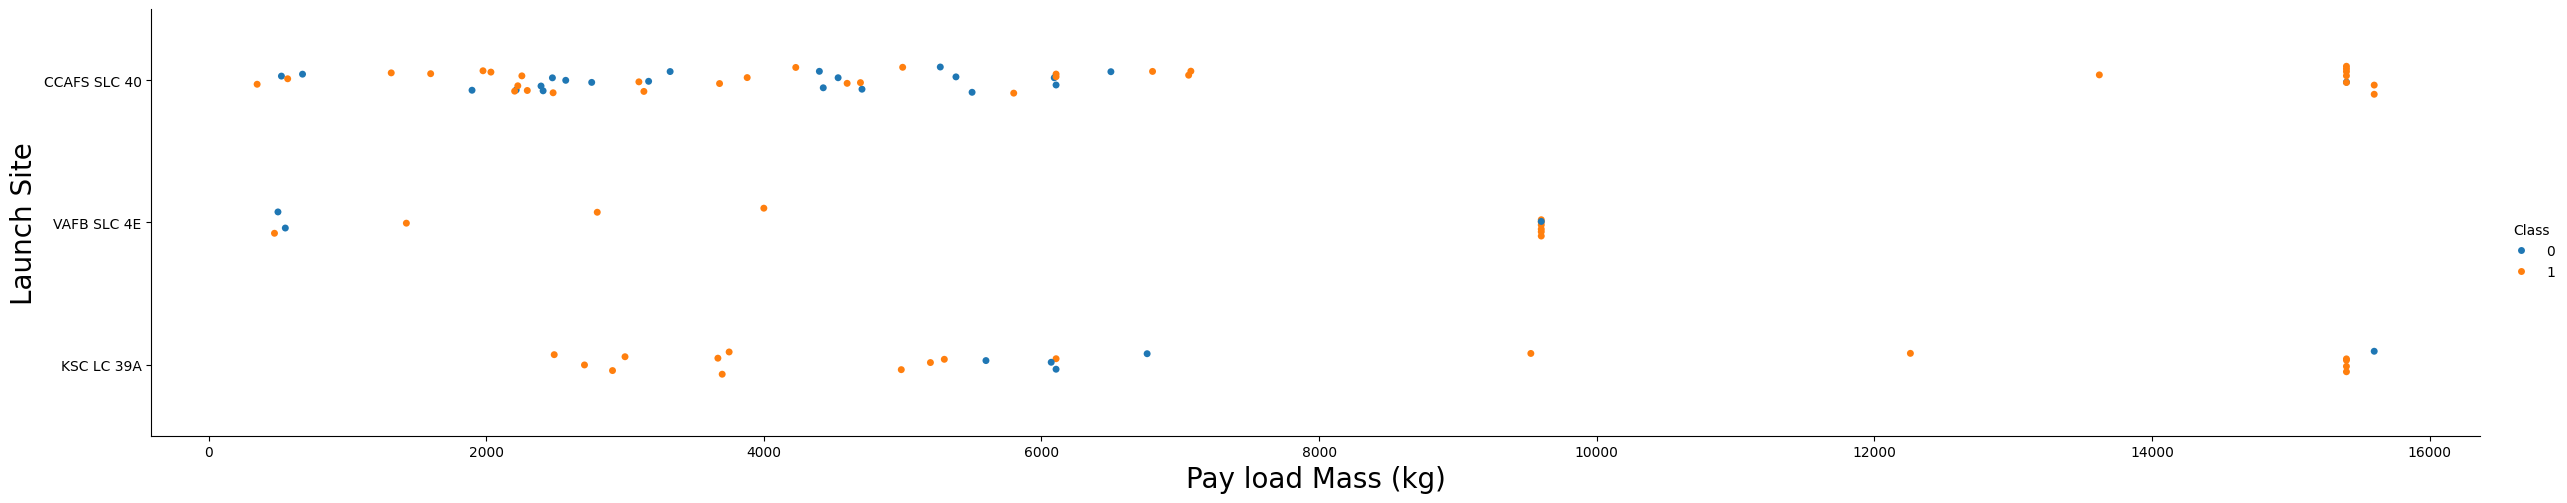 Launch Site
CCAFS SLC 40
VAFB SLC 4E
KSC LC 39A
0 2000 4000 6000 8000 10000 12000 14000 16000
Pay load Mass (kg)
Class
0
1